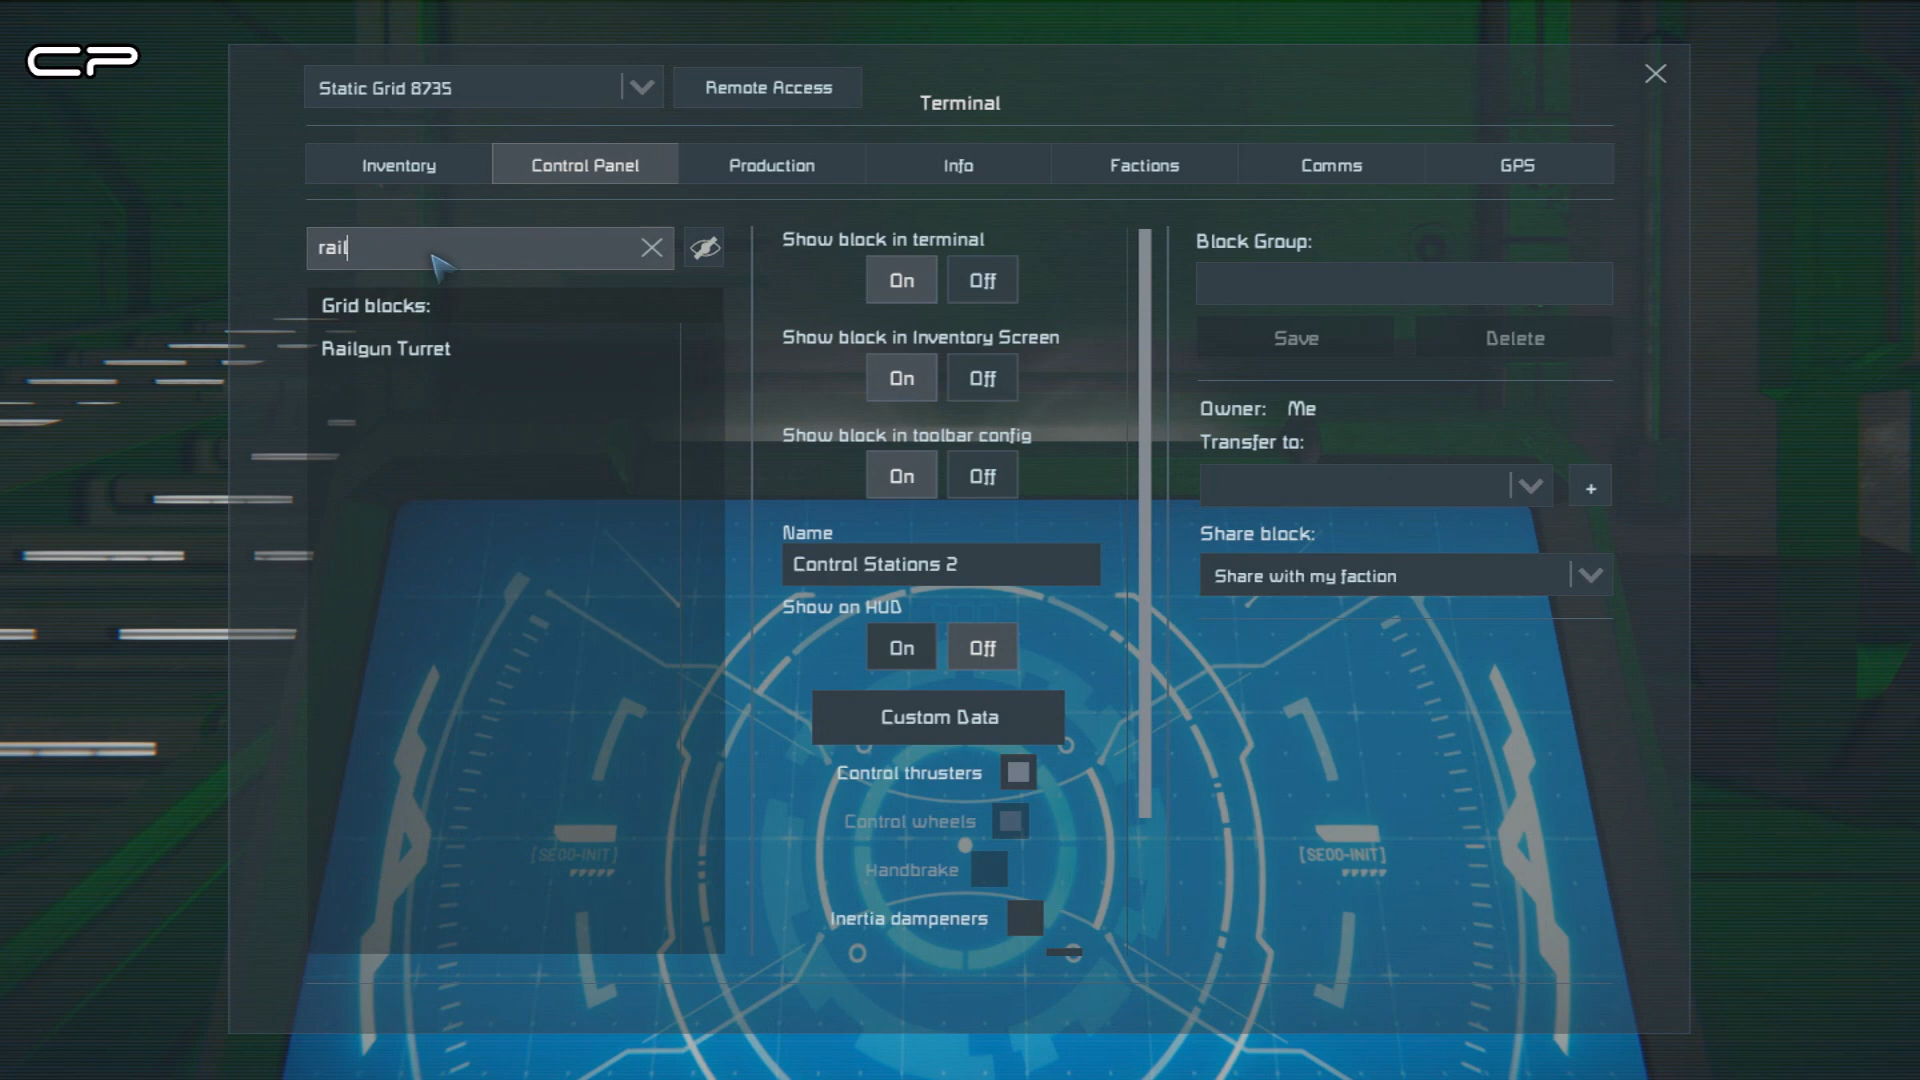 CP
Static Grid 8735
Remote Access
Terminal
Inventory
Control Panel
Production
Info
Factions
Comms
GPS
rail
Grid blocks:
Railgun Turret
Show block in terminal
On
Off
Show block in Inventory Screen
On
Off
Show block in toolbar config
On
Off
Name
Control Stations 2
Show on HUD
On
Off
Custom Data
Control thrusters
Control wheels
Handbrake
Inertia dampeners
Block Group:
Save
Delete
Owner: Me
Transfer to:
+
Share block:
Share with my faction
[SE00-INIT]
[SE00-INIT]